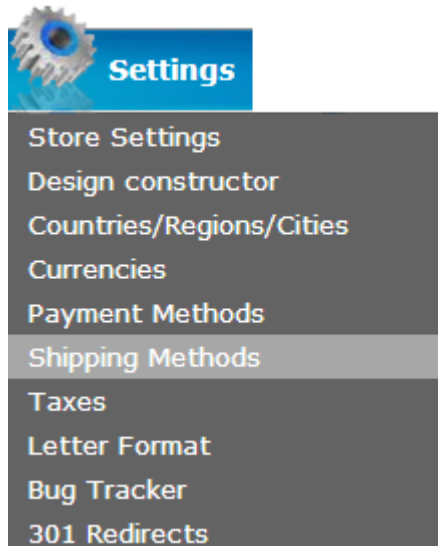 Settings
Store Settings
Design constructor
Countries/Regions/Cities
Currencies
Payment Methods
Shipping Methods
Taxes
Letter Format
Bug Tracker
301 Redirects